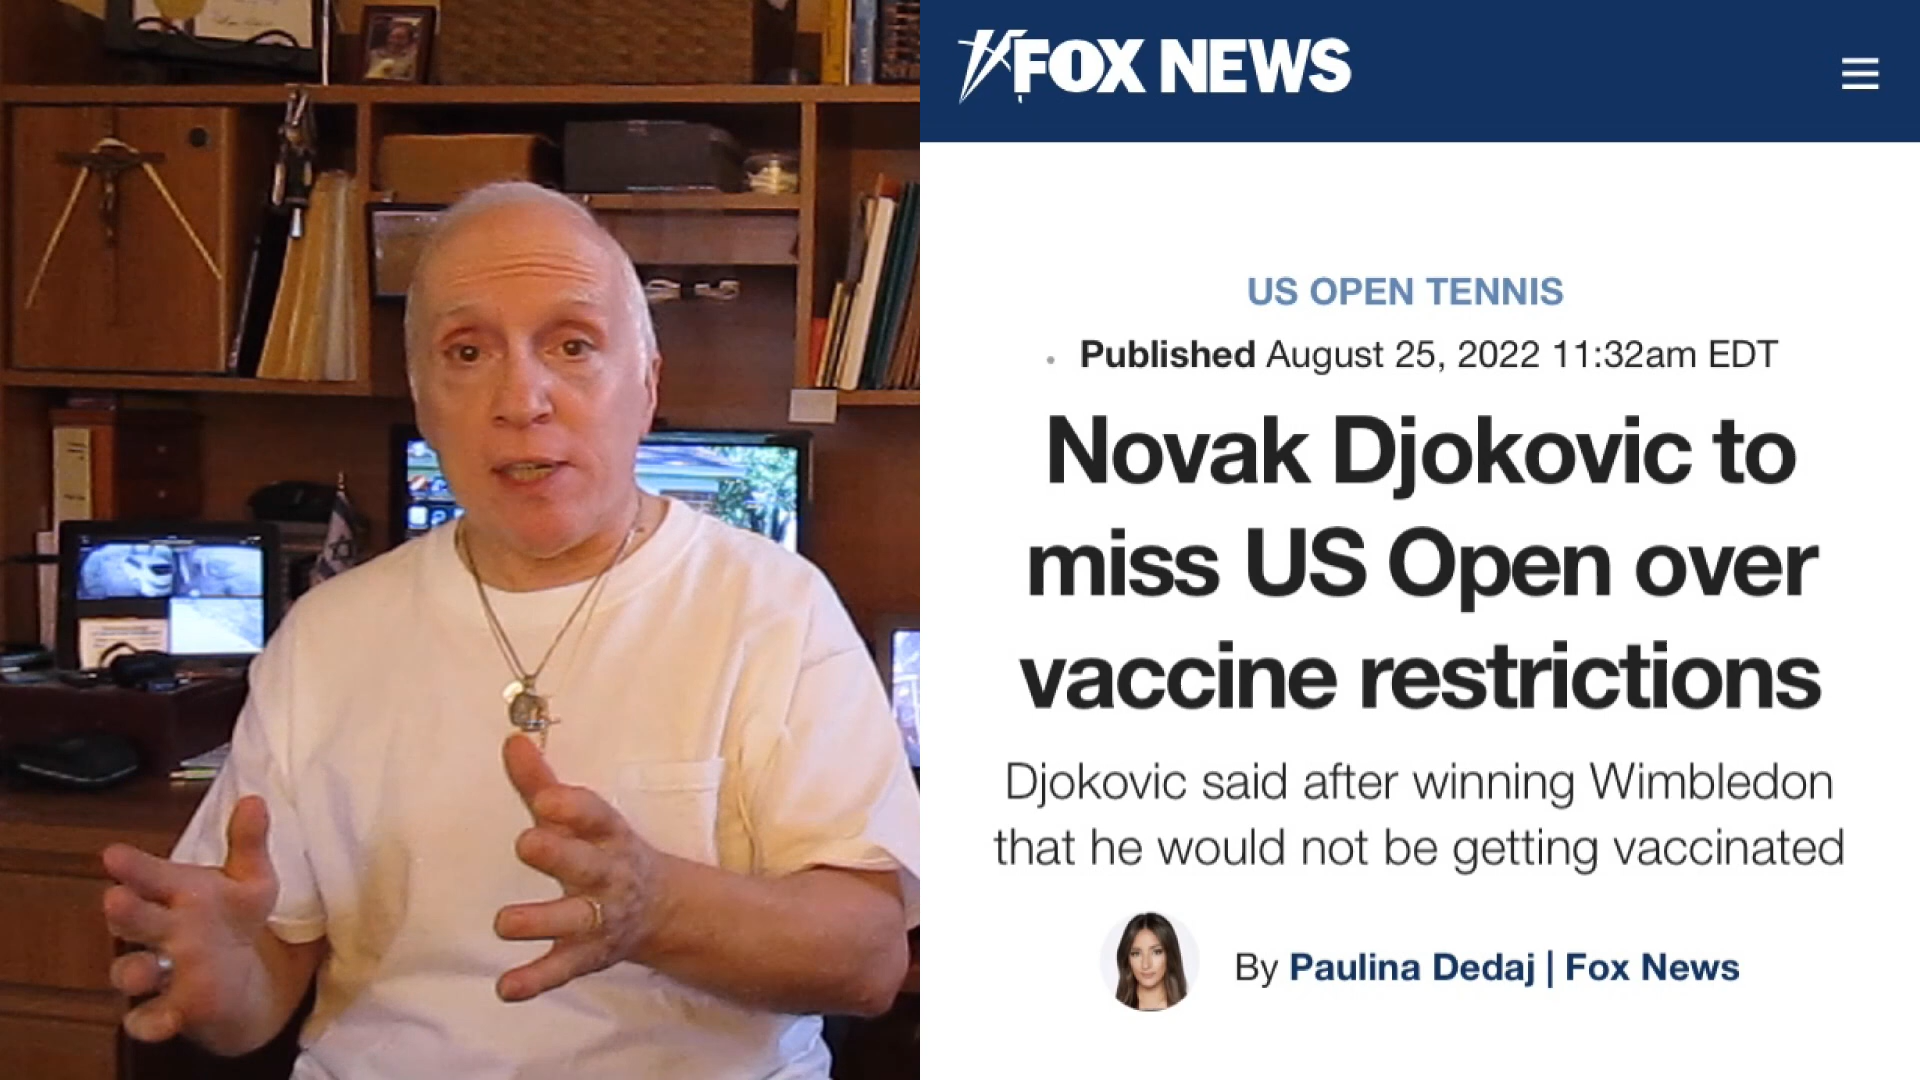 FOX NEWS
US OPEN TENNIS
• Published August 25, 2022 11:32am EDT
Novak Djokovic to
miss US Open over
vaccine restrictions
Djokovic said after winning Wimbledon
that he would not be getting vaccinated
By Paulina Dedaj | Fox News